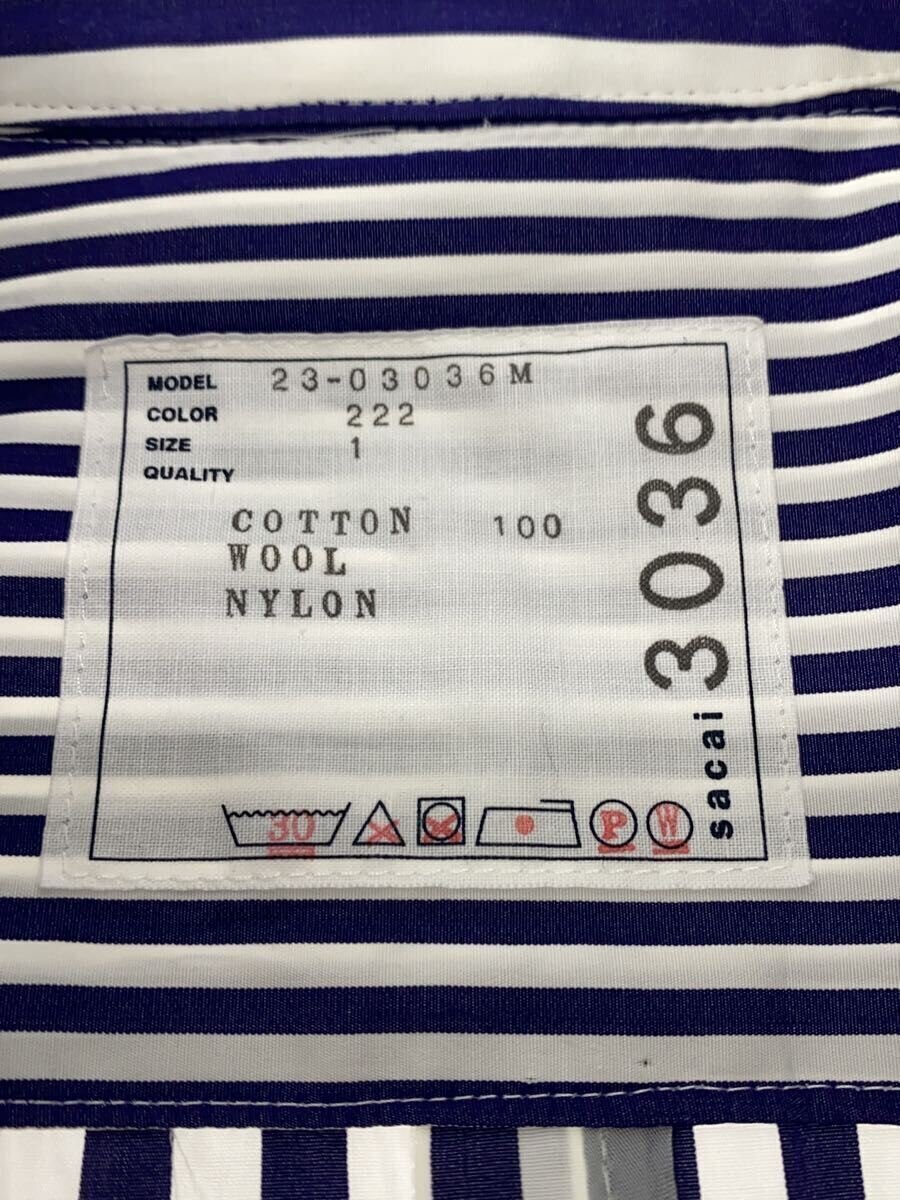 MODEL 23-03036M
COLOR 222
SIZE 1
QUALITY
COTTON 100
WOOL
NYLON
30 P W
sacai 3036